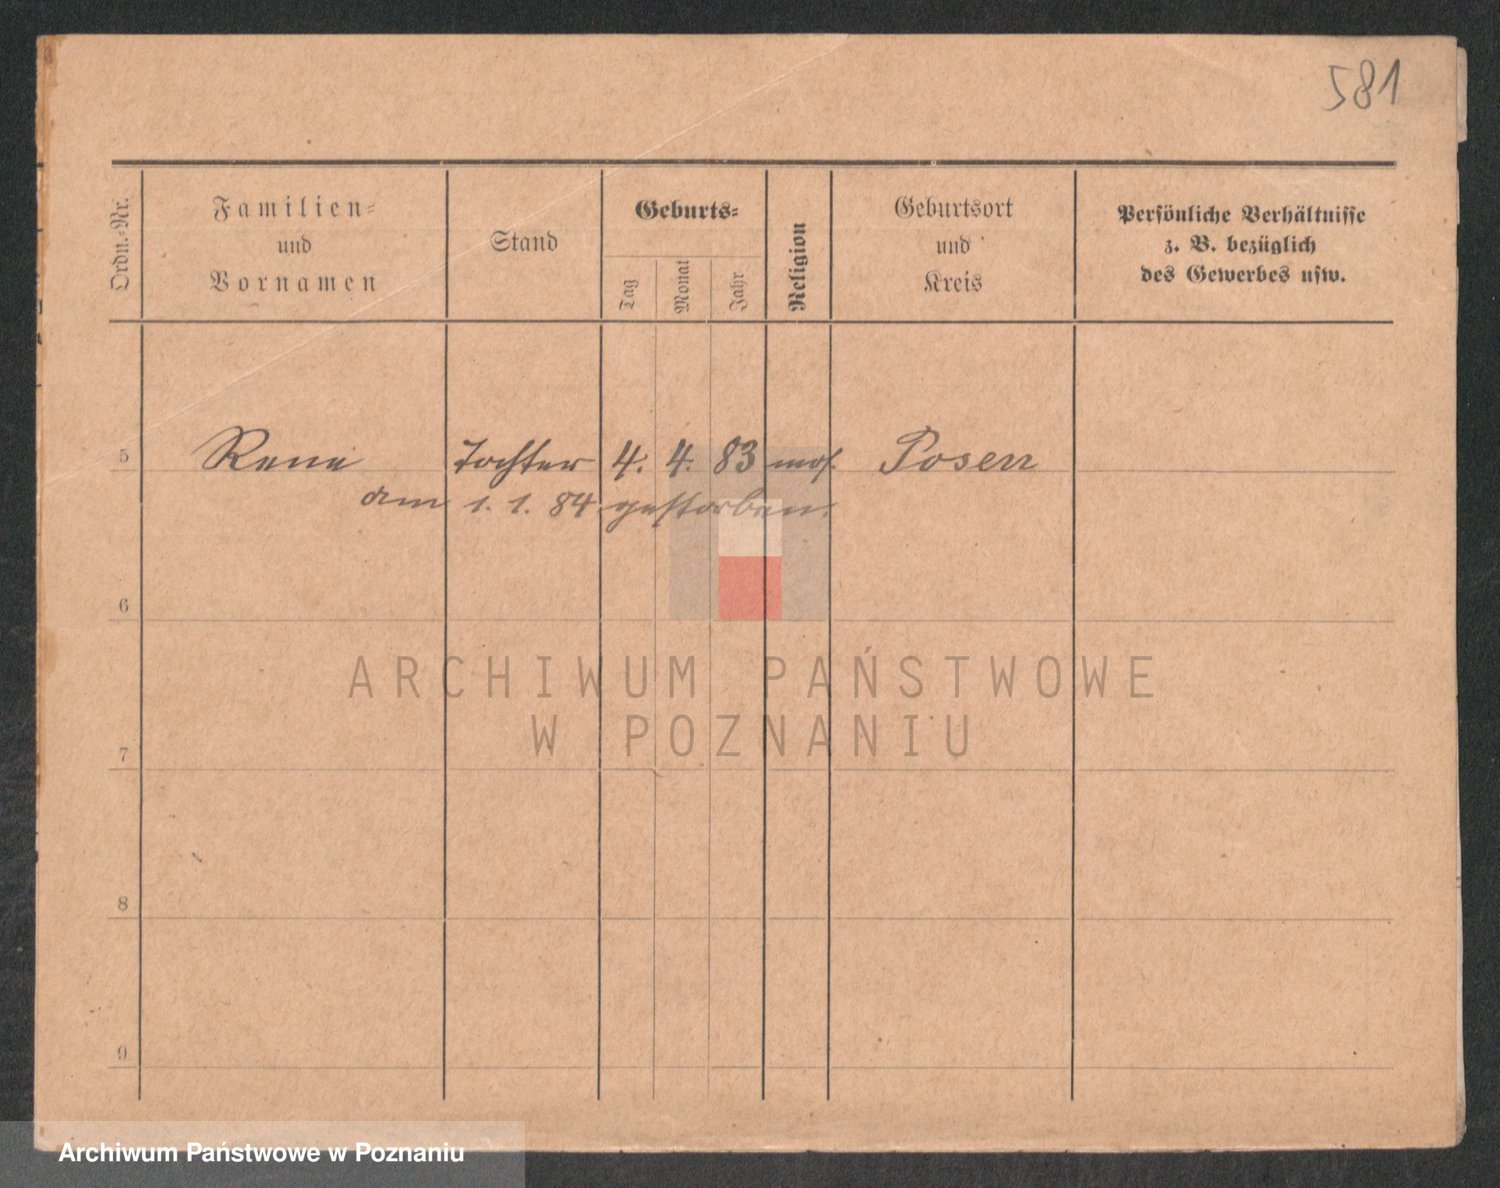 581
Ordn.-Nr.
Familien-
und
Vornamen
Stand
Geburts-
Tag
Monat
Jahr
Religion
Geburtsort
und
Kreis
Persönliche Verhältnisse
z. B. bezüglich
des Gewerbes usw.
5 Tochter 4. 4. 83 mos. Posen
am 1. 1. 84 gestorben.
6
ARCHIWUM PAŃSTWOWE
W POZNANIU
7
8
9
Archiwum Państwowe w Poznaniu